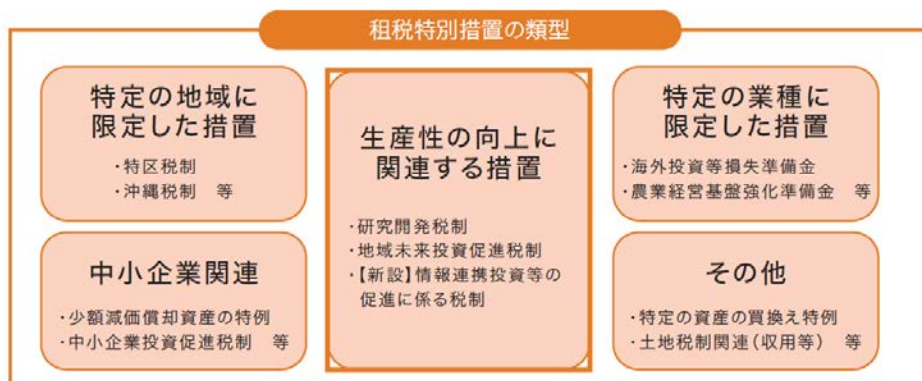 租税特別措置の類型
特定の地域に
限定した措置
・特区税制
・沖縄税制　等
中小企業関連
・少額減価償却資産の特例
・中小企業投資促進税制　等
生産性の向上に
関連する措置
・研究開発税制
・地域未来投資促進税制
・【新設】情報連携投資等の
促進に係る税制
特定の業種に
限定した措置
・海外投資等損失準備金
・農業経営基盤強化準備金　等
その他
・特定の資産の買換え特例
・土地税制関連（収用等）　等